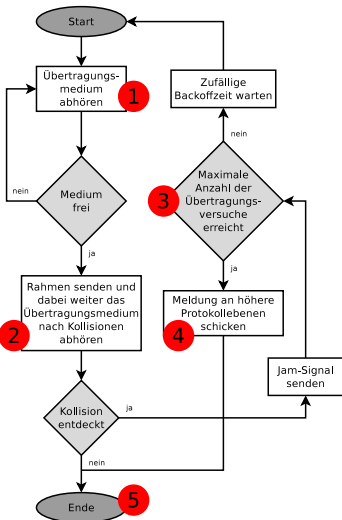 Start
Übertragungs-
medium
abhören
1
Medium
frei
nein
ja
Rahmen senden und
dabei weiter das
Übertragungsmedium
nach Kollisionen
abhören
2
Kollision
entdeckt
ja
nein
Ende
5
Zufällige
Backoffzeit warten
nein
Maximale
Anzahl der
Übertragungs-
versuche
erreicht
3
ja
Meldung an höhere
Protokollebenen
schicken
4
Jam-Signal
senden